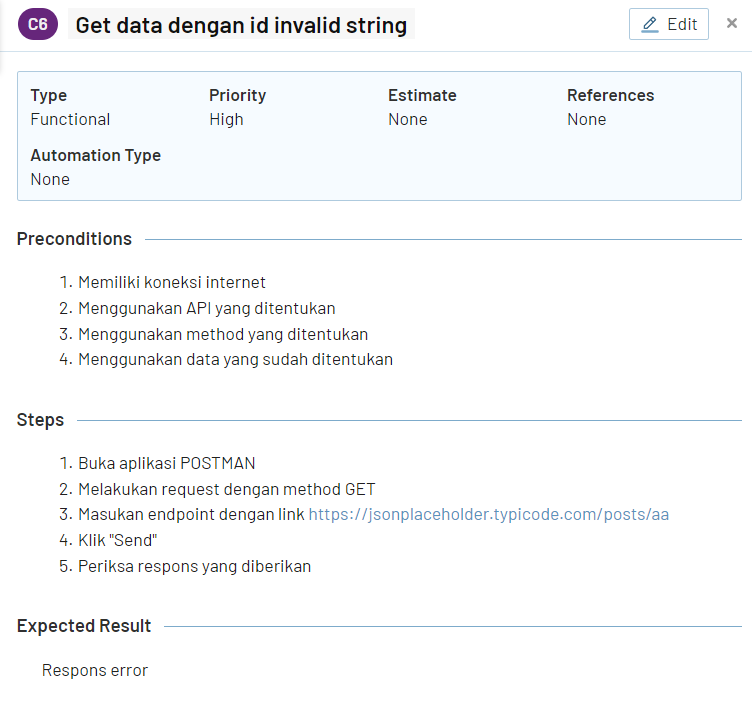 C6 Get data dengan id invalid string Edit ×
Type Priority Estimate References
Functional High None None
Automation Type
None
Preconditions
1. Memiliki koneksi internet
2. Menggunakan API yang ditentukan
3. Menggunakan method yang ditentukan
4. Menggunakan data yang sudah ditentukan
Steps
1. Buka aplikasi POSTMAN
2. Melakukan request dengan method GET
3. Masukan endpoint dengan link https://jsonplaceholder.typicode.com/posts/aa
4. Klik "Send"
5. Periksa respons yang diberikan
Expected Result
Respons error